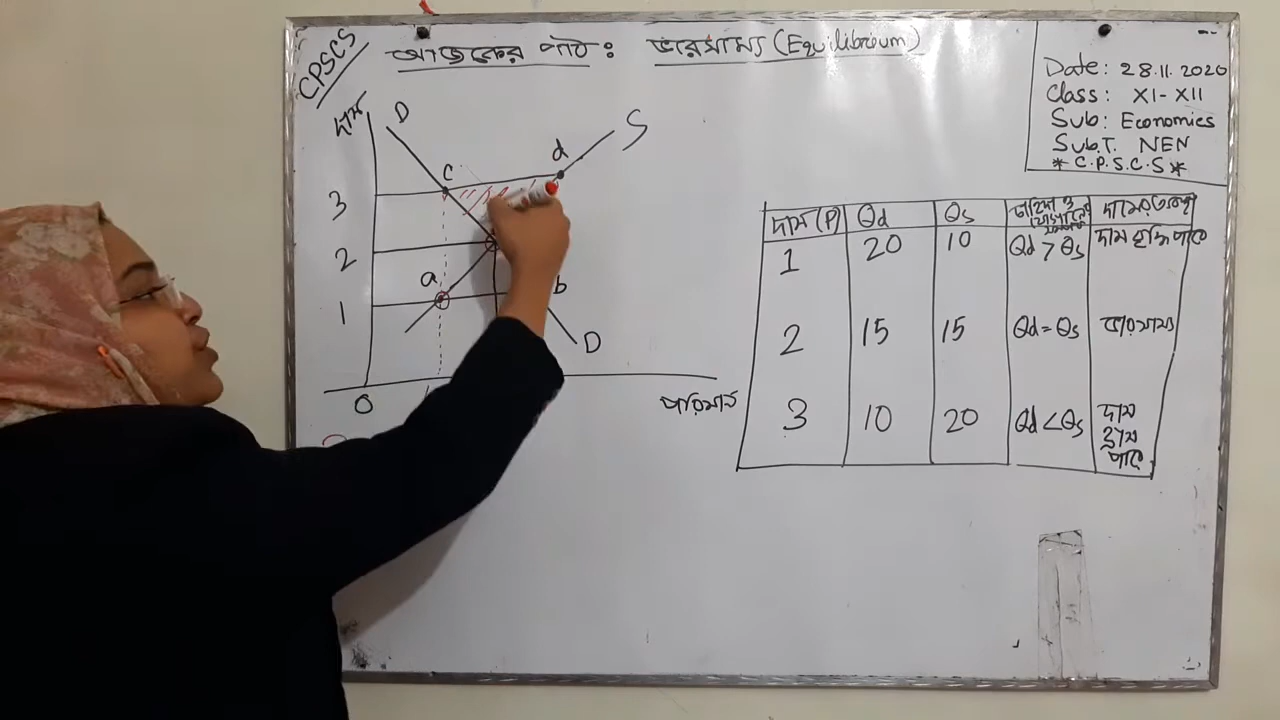 CPSCS
আজকের পাঠ : ভারসাম্য (Equilibrium)
Date: 28.11.2020
Class: XI-XII
Sub: Economics
Sub.T. NEN
* C.P.S.C.S *
দাম
D
S
c
d
3
2
a
b
1
D
0
পরিমাণ
দাম (P) Qd Qs চাহিদা ও যোগানের
1 20 10 Qd > Qs দাম বৃদ্ধি পাবে
2 15 15 Qd = Qs ভারসাম্য
3 10 20 Qd < Qs দাম
হ্রাস
পাবে